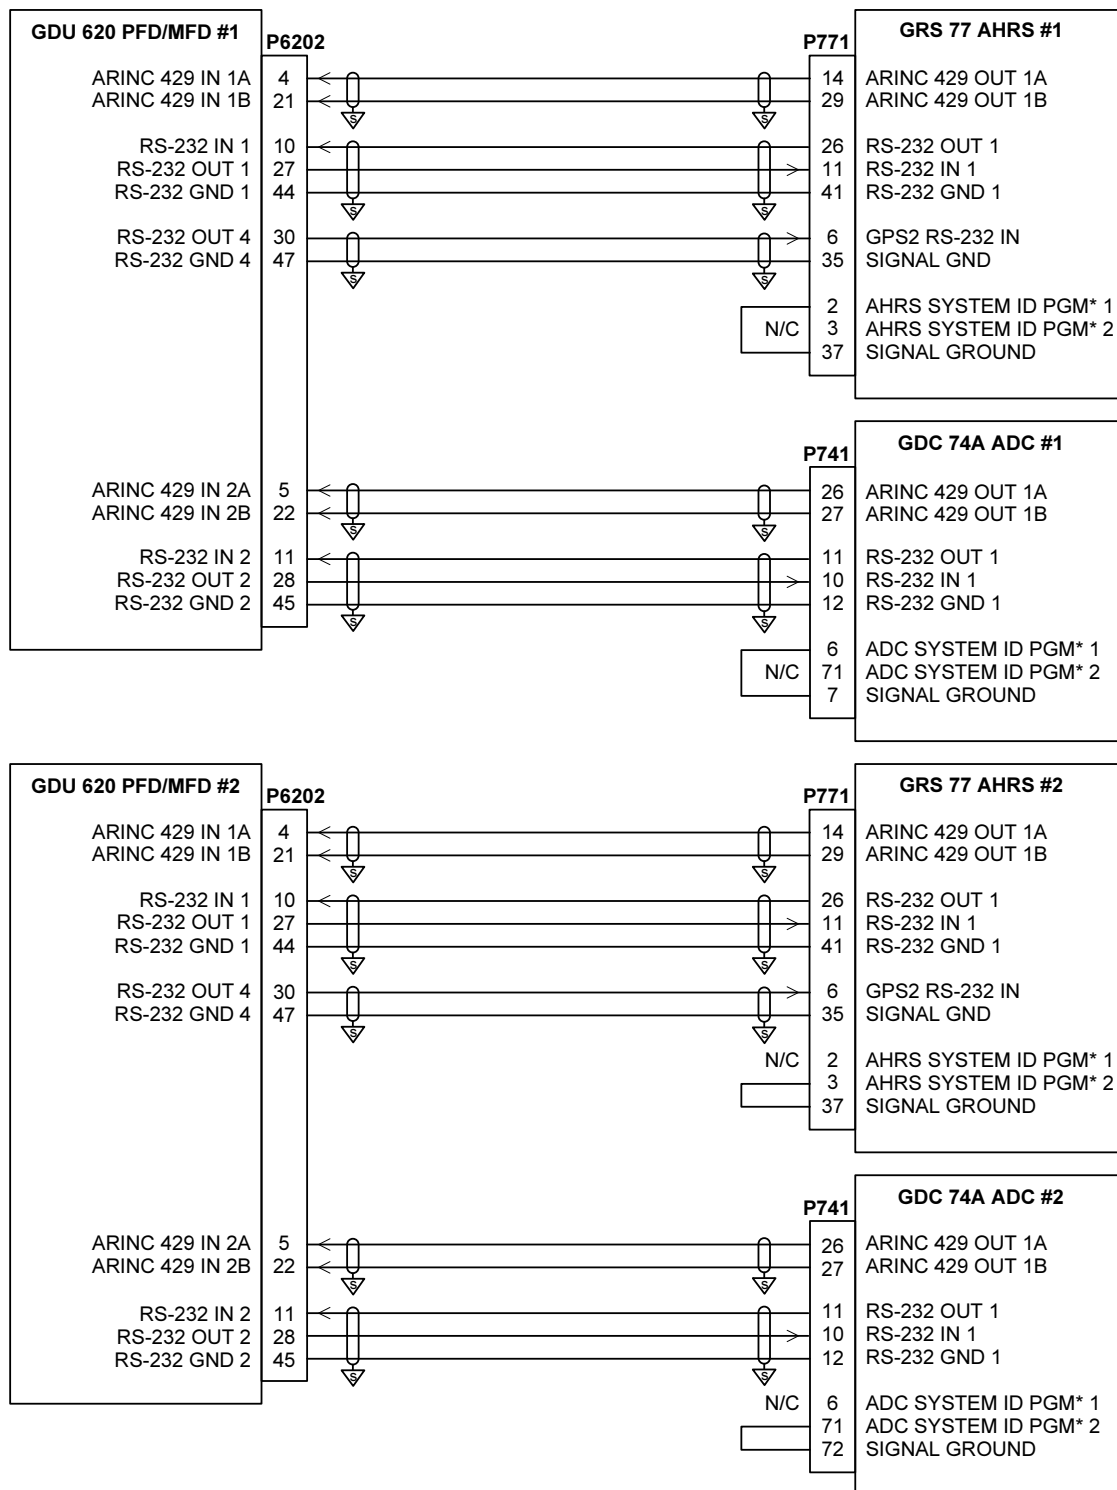 GDU 620 PFD/MFD #1 P6202 P771 GRS 77 AHRS #1
ARINC 429 IN 1A 4 14 ARINC 429 OUT 1A
ARINC 429 IN 1B 21 29 ARINC 429 OUT 1B
S S
RS-232 IN 1 10 26 RS-232 OUT 1
RS-232 OUT 1 27 11 RS-232 IN 1
RS-232 GND 1 44 41 RS-232 GND 1
S S
RS-232 OUT 4 30 6 GPS2 RS-232 IN
RS-232 GND 4 47 35 SIGNAL GND
S S
2 AHRS SYSTEM ID PGM* 1
N/C 3 AHRS SYSTEM ID PGM* 2
37 SIGNAL GROUND
P741 GDC 74A ADC #1
ARINC 429 IN 2A 5 26 ARINC 429 OUT 1A
ARINC 429 IN 2B 22 27 ARINC 429 OUT 1B
S S
RS-232 IN 2 11 11 RS-232 OUT 1
RS-232 OUT 2 28 10 RS-232 IN 1
RS-232 GND 2 45 12 RS-232 GND 1
S S
6 ADC SYSTEM ID PGM* 1
N/C 71 ADC SYSTEM ID PGM* 2
7 SIGNAL GROUND
GDU 620 PFD/MFD #2 P6202 P771 GRS 77 AHRS #2
ARINC 429 IN 1A 4 14 ARINC 429 OUT 1A
ARINC 429 IN 1B 21 29 ARINC 429 OUT 1B
S S
RS-232 IN 1 10 26 RS-232 OUT 1
RS-232 OUT 1 27 11 RS-232 IN 1
RS-232 GND 1 44 41 RS-232 GND 1
S S
RS-232 OUT 4 30 6 GPS2 RS-232 IN
RS-232 GND 4 47 35 SIGNAL GND
S S
N/C 2 AHRS SYSTEM ID PGM* 1
3 AHRS SYSTEM ID PGM* 2
37 SIGNAL GROUND
P741 GDC 74A ADC #2
ARINC 429 IN 2A 5 26 ARINC 429 OUT 1A
ARINC 429 IN 2B 22 27 ARINC 429 OUT 1B
S S
RS-232 IN 2 11 11 RS-232 OUT 1
RS-232 OUT 2 28 10 RS-232 IN 1
RS-232 GND 2 45 12 RS-232 GND 1
S S
N/C 6 ADC SYSTEM ID PGM* 1
71 ADC SYSTEM ID PGM* 2
72 SIGNAL GROUND